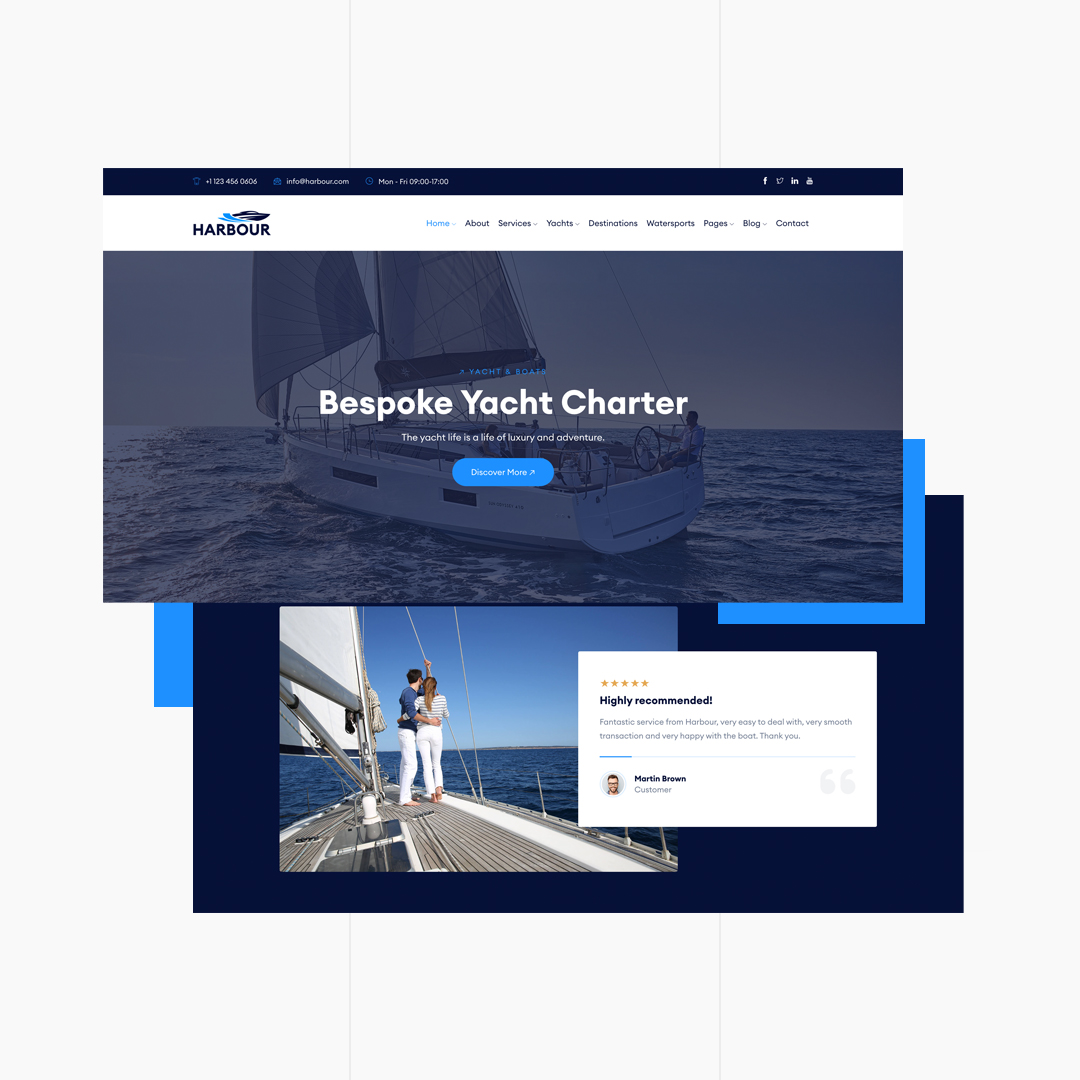 +1 123 456 0606 info@harbour.com Mon - Fri 09:00-17:00
HARBOUR
Home About Services Yachts Destinations Watersports Pages Blog Contact
YACHT & BOATS
Bespoke Yacht Charter
The yacht life is a life of luxury and adventure.
Discover More
Highly recommended!
Fantastic service from Harbour, very easy to deal with, very smooth
transaction and very happy with the boat. Thank you.
Martin Brown
Customer